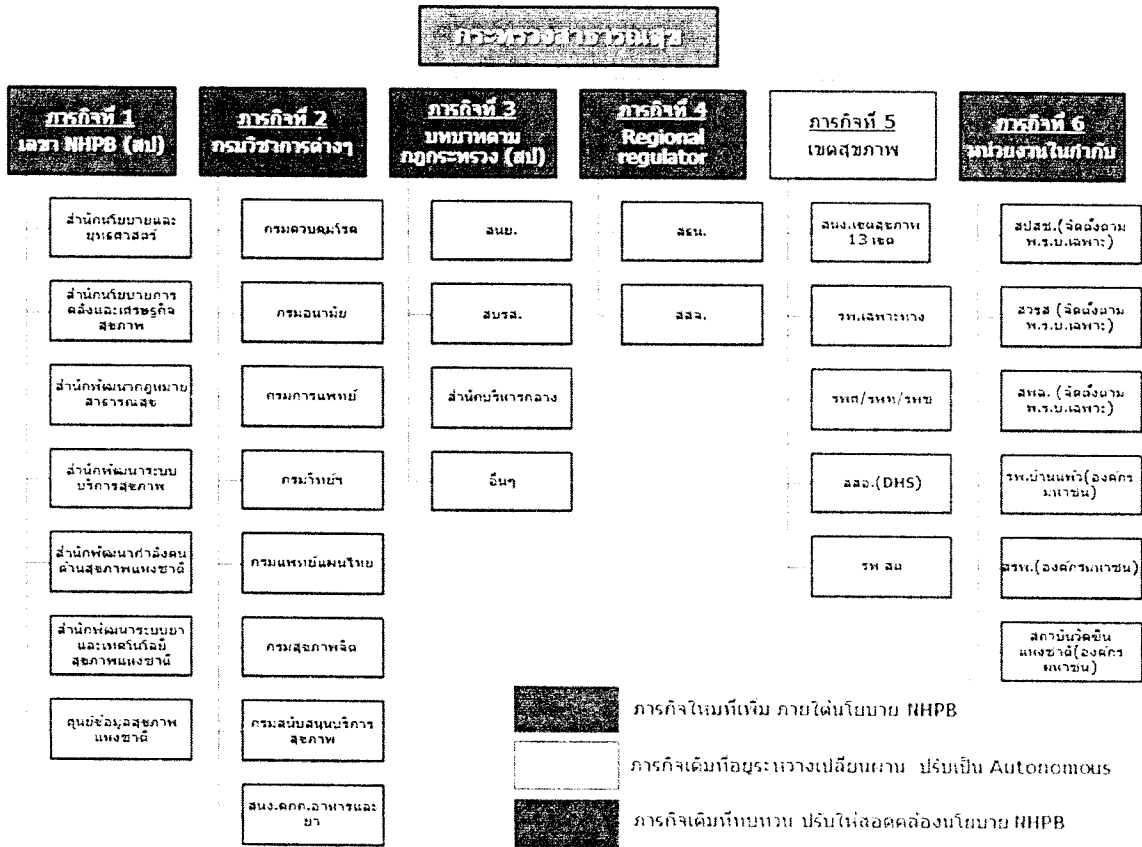 กระทรวงสาธารณสุข
ภารกิจที่ 1
เลขา NHPB (สป)
ภารกิจที่ 2
กรมวิชาการต่างๆ
ภารกิจที่ 3
บทบาทตาม
กฎกระทรวง (สป)
ภารกิจที่ 4
Regional
regulator
ภารกิจที่ 5
เขตสุขภาพ
ภารกิจที่ 6
หน่วยงานในกำกับ
สำนักนโยบายและ
ยุทธศาสตร์
สำนักนโยบายการ
คลังและเศรษฐกิจ
สุขภาพ
สำนักพัฒนากฎหมาย
สาธารณสุข
สำนักพัฒนาระบบ
บริการสุขภาพ
สำนักพัฒนากำลังคน
ด้านสุขภาพแห่งชาติ
สำนักพัฒนาระบบยา
และเทคโนโลยี
สุขภาพแห่งชาติ
ศูนย์ข้อมูลสุขภาพ
แห่งชาติ
กรมควบคุมโรค
กรมอนามัย
กรมการแพทย์
กรมวิทย์ฯ
กรมแพทย์แผนไทย
กรมสุขภาพจิต
กรมสนับสนุนบริการ
สุขภาพ
สนง.คกก.อาหารและ
ยา
สนย.
สบรส.
สำนักบริหารกลาง
อื่นๆ
สธน.
สสจ.
สนง.เขตสุขภาพ
13 เขต
รพ.เฉพาะทาง
รพศ/รพท/รพช
สสอ.(DHS)
รพ สต
สปสช.(จัดตั้งตาม
พ.ร.บ.เฉพาะ)
สวรส (จัดตั้งตาม
พ.ร.บ.เฉพาะ)
สพฉ. (จัดตั้งตาม
พ.ร.บ.เฉพาะ)
รพ.บ้านแพ้ว(องค์กร
มหาชน)
สรพ.(องค์กรมหาชน)
สถาบันวัคซีน
แห่งชาติ(องค์กร
มหาชน)
ภารกิจใหม่ที่เพิ่ม ภายใต้นโยบาย NHPB
ภารกิจเดิมที่อยู่ระหว่างเปลี่ยนผ่าน ปรับเป็น Autonomous
ภารกิจเดิมที่ทบทวน ปรับให้สอดคล้องนโยบาย NHPB